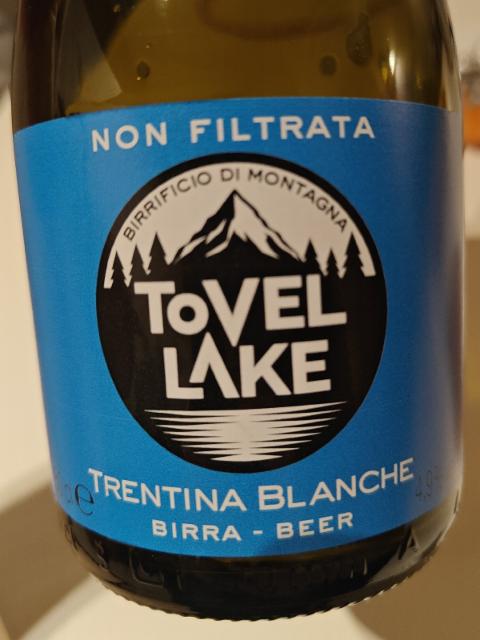 NON FILTRATA
BIRRIFICIO DI MONTAGNA
ToVEL
LAKE
TRENTINA BLANCHE
BIRRA - BEER